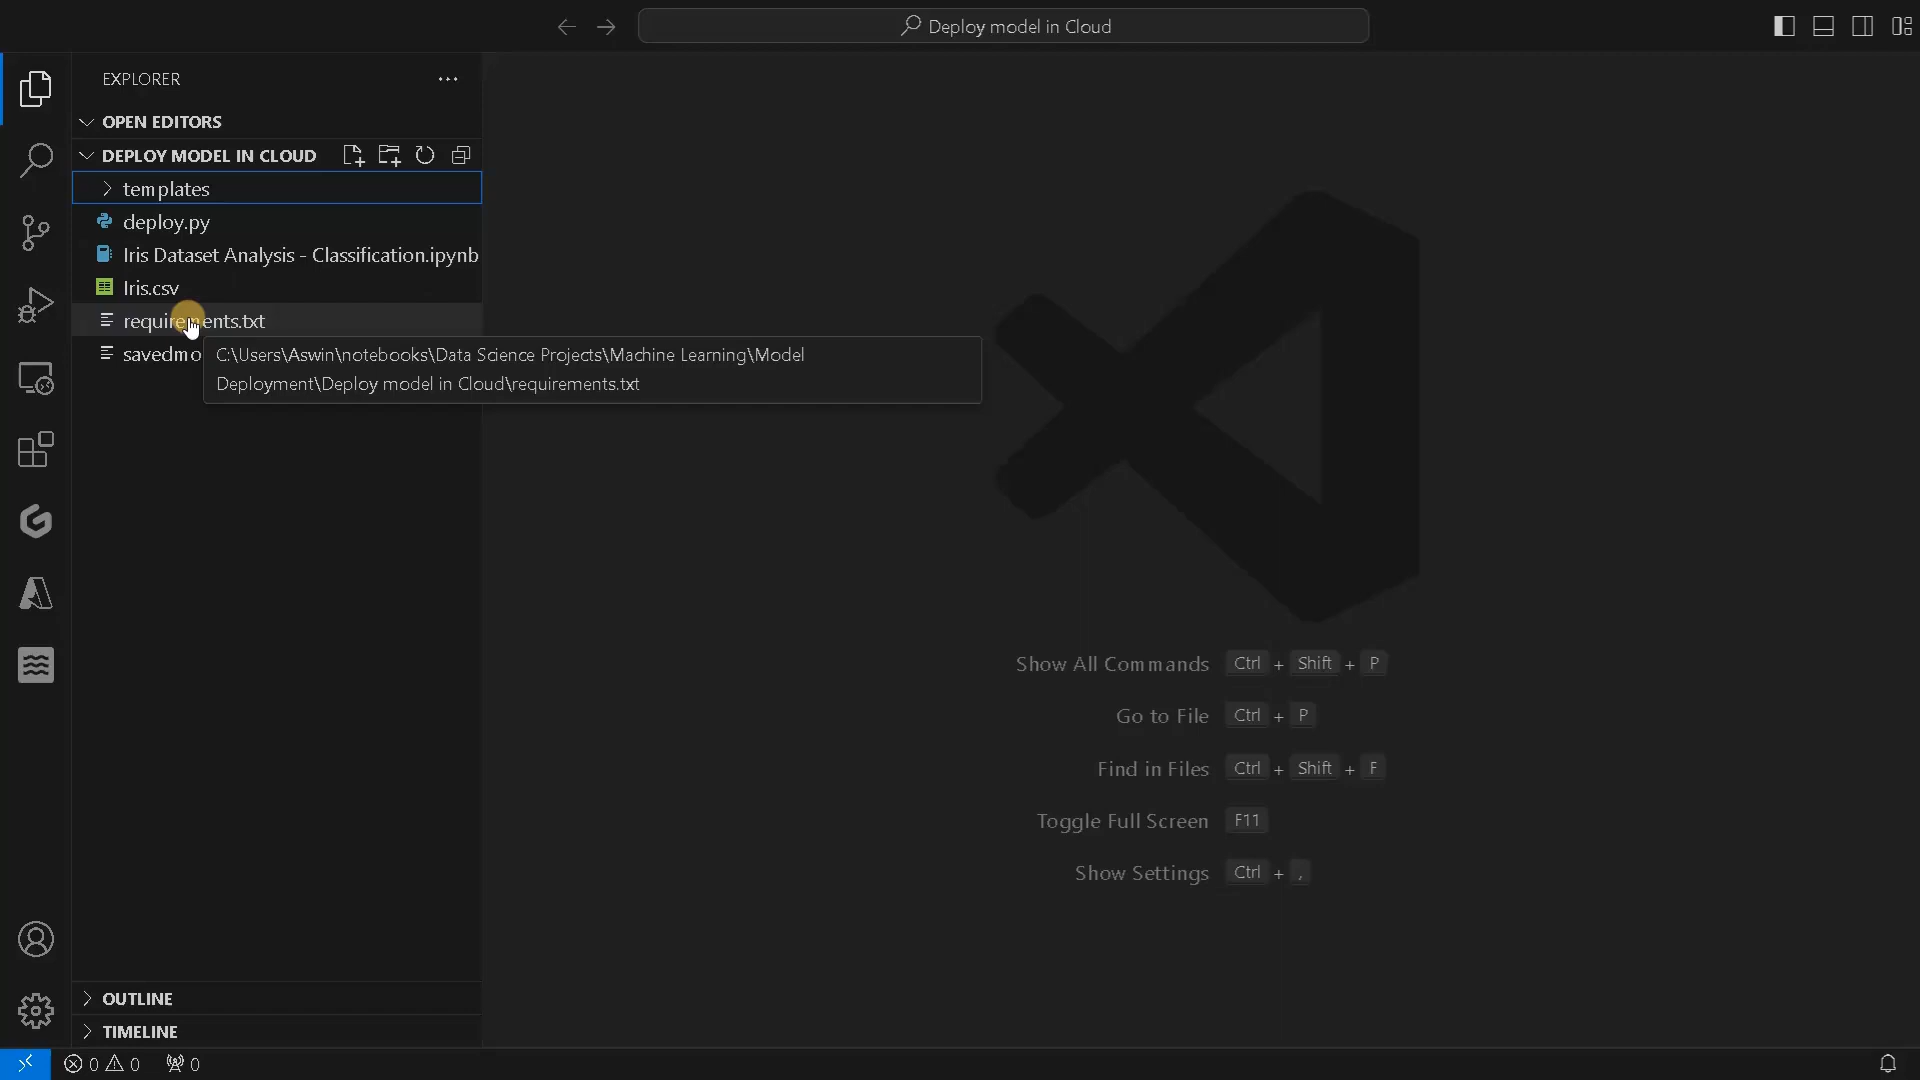 Deploy model in Cloud
EXPLORER
OPEN EDITORS
DEPLOY MODEL IN CLOUD
templates
deploy.py
Iris Dataset Analysis - Classification.ipynb
Iris.csv
requirements.txt
savedmo
C:\Users\Aswin\notebooks\Data Science Projects\Machine Learning\Model
Deployment\Deploy model in Cloud\requirements.txt
Show All Commands Ctrl + Shift + P
Go to File Ctrl + P
Find in Files Ctrl + Shift + F
Toggle Full Screen F11
Show Settings Ctrl + ,
OUTLINE
TIMELINE
0 0 0